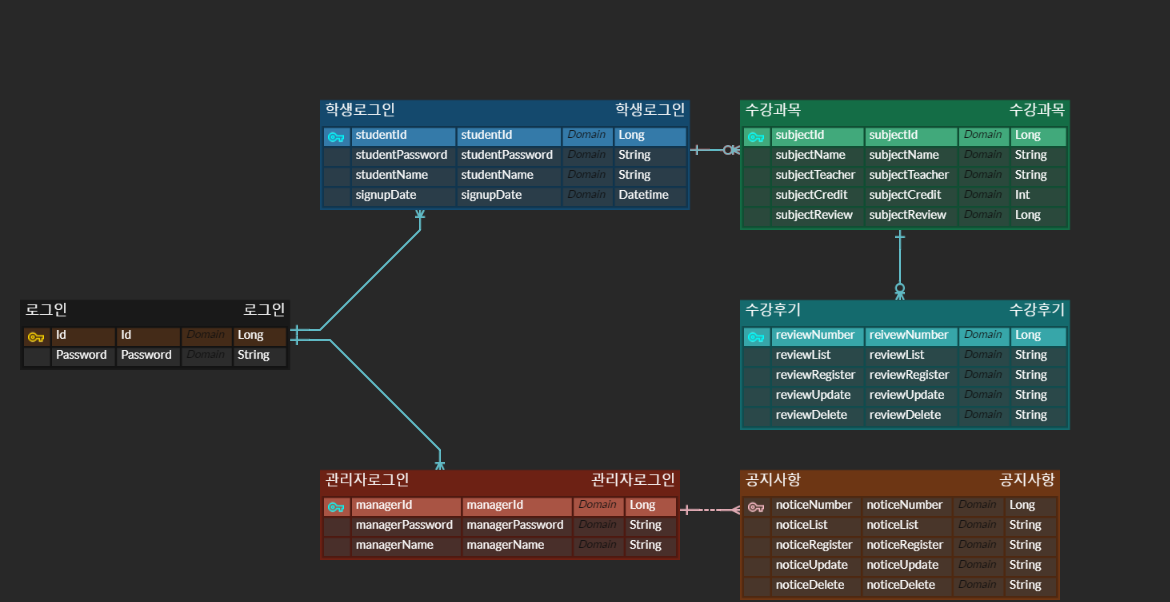 학생로그인 학생로그인
studentId studentId Domain Long
studentPassword studentPassword Domain String
studentName studentName Domain String
signupDate signupDate Domain Datetime
수강과목 수강과목
subjectId subjectId Domain Long
subjectName subjectName Domain String
subjectTeacher subjectTeacher Domain String
subjectCredit subjectCredit Domain Int
subjectReview subjectReview Domain Long
로그인 로그인
Id Id Domain Long
Password Password Domain String
수강후기 수강후기
reviewNumber reivewNumber Domain Long
reviewList reviewList Domain String
reviewRegister reviewRegister Domain String
reviewUpdate reviewUpdate Domain String
reviewDelete reviewDelete Domain String
관리자로그인 관리자로그인
managerId managerId Domain Long
managerPassword managerPassword Domain String
managerName managerName Domain String
공지사항 공지사항
noticeNumber noticeNumber Domain Long
noticeList noticeList Domain String
noticeRegister noticeRegister Domain String
noticeUpdate noticeUpdate Domain String
noticeDelete noticeDelete Domain String